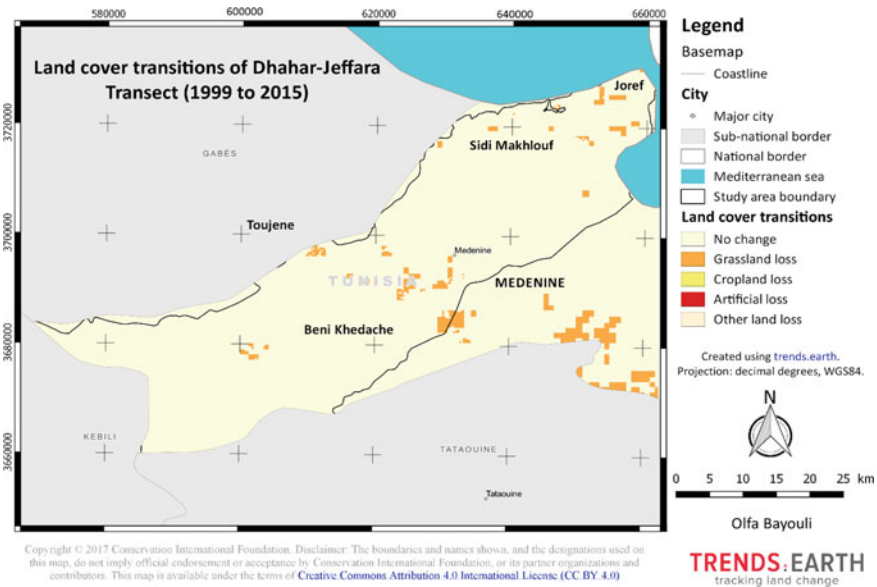 580000
600000
620000
640000
660000
Land cover transitions of Dhahar-Jeffara
Transect (1999 to 2015)
Joref
3720000
Sidi Makhlouf
GABÈS
Toujene
3700000
Medenine
TUNISIA
MEDENINE
Beni Khedache
3680000
KEBILI
TATAOUINE
3660000
Tataouine
Legend
Basemap
Coastline
City
Major city
Sub-national border
National border
Mediterranean sea
Study area boundary
Land cover transitions
No change
Grassland loss
Cropland loss
Artificial loss
Other land loss
Created using trends.earth.
Projection: decimal degrees, WGS84.
N
0 5 10 15 20 25 km
Olfa Bayouli
TRENDS.EARTH
tracking land change
Copyright © 2017 Conservation International Foundation. Disclaimer: The boundaries and names shown, and the designations used on
this map, do not imply official endorsement or acceptance by Conservation International Foundation, or its partner organizations and
contributors. This map is available under the terms of Creative Commons Attribution 4.0 International License (CC BY 4.0)